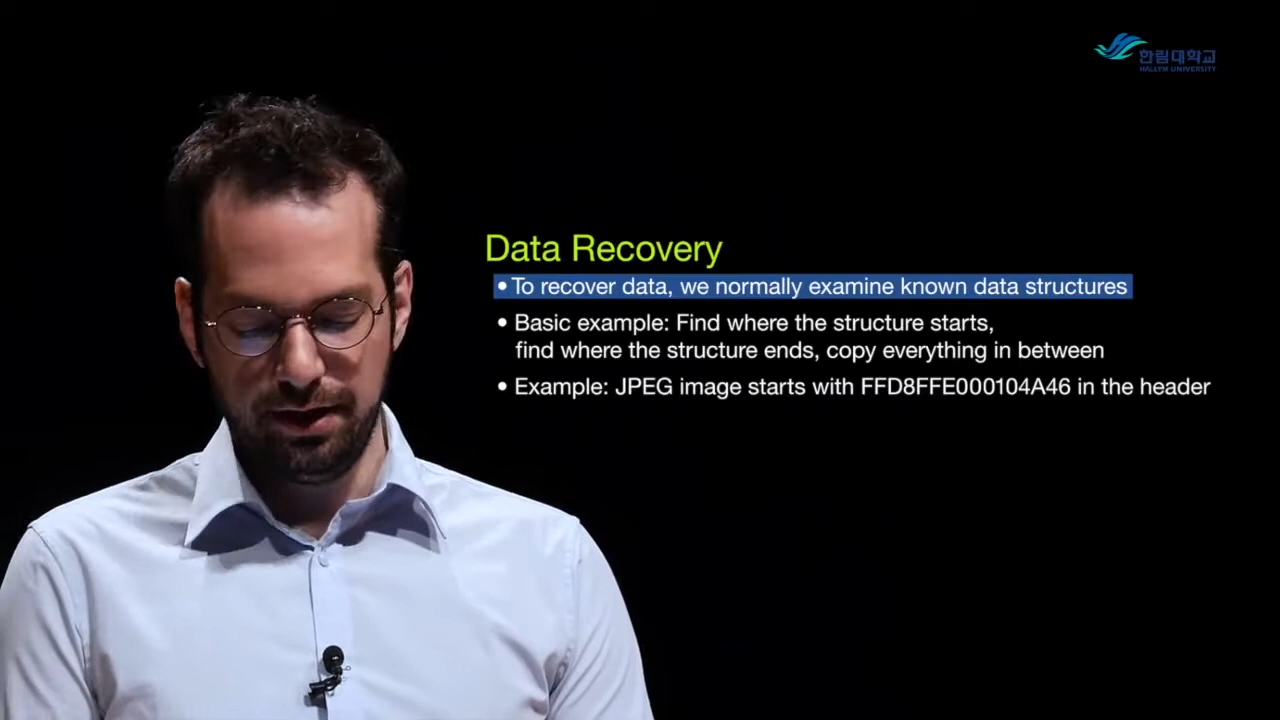 한림대학교
HALLYM UNIVERSITY
Data Recovery
• To recover data, we normally examine known data structures
• Basic example: Find where the structure starts,
find where the structure ends, copy everything in between
• Example: JPEG image starts with FFD8FFE000104A46 in the header